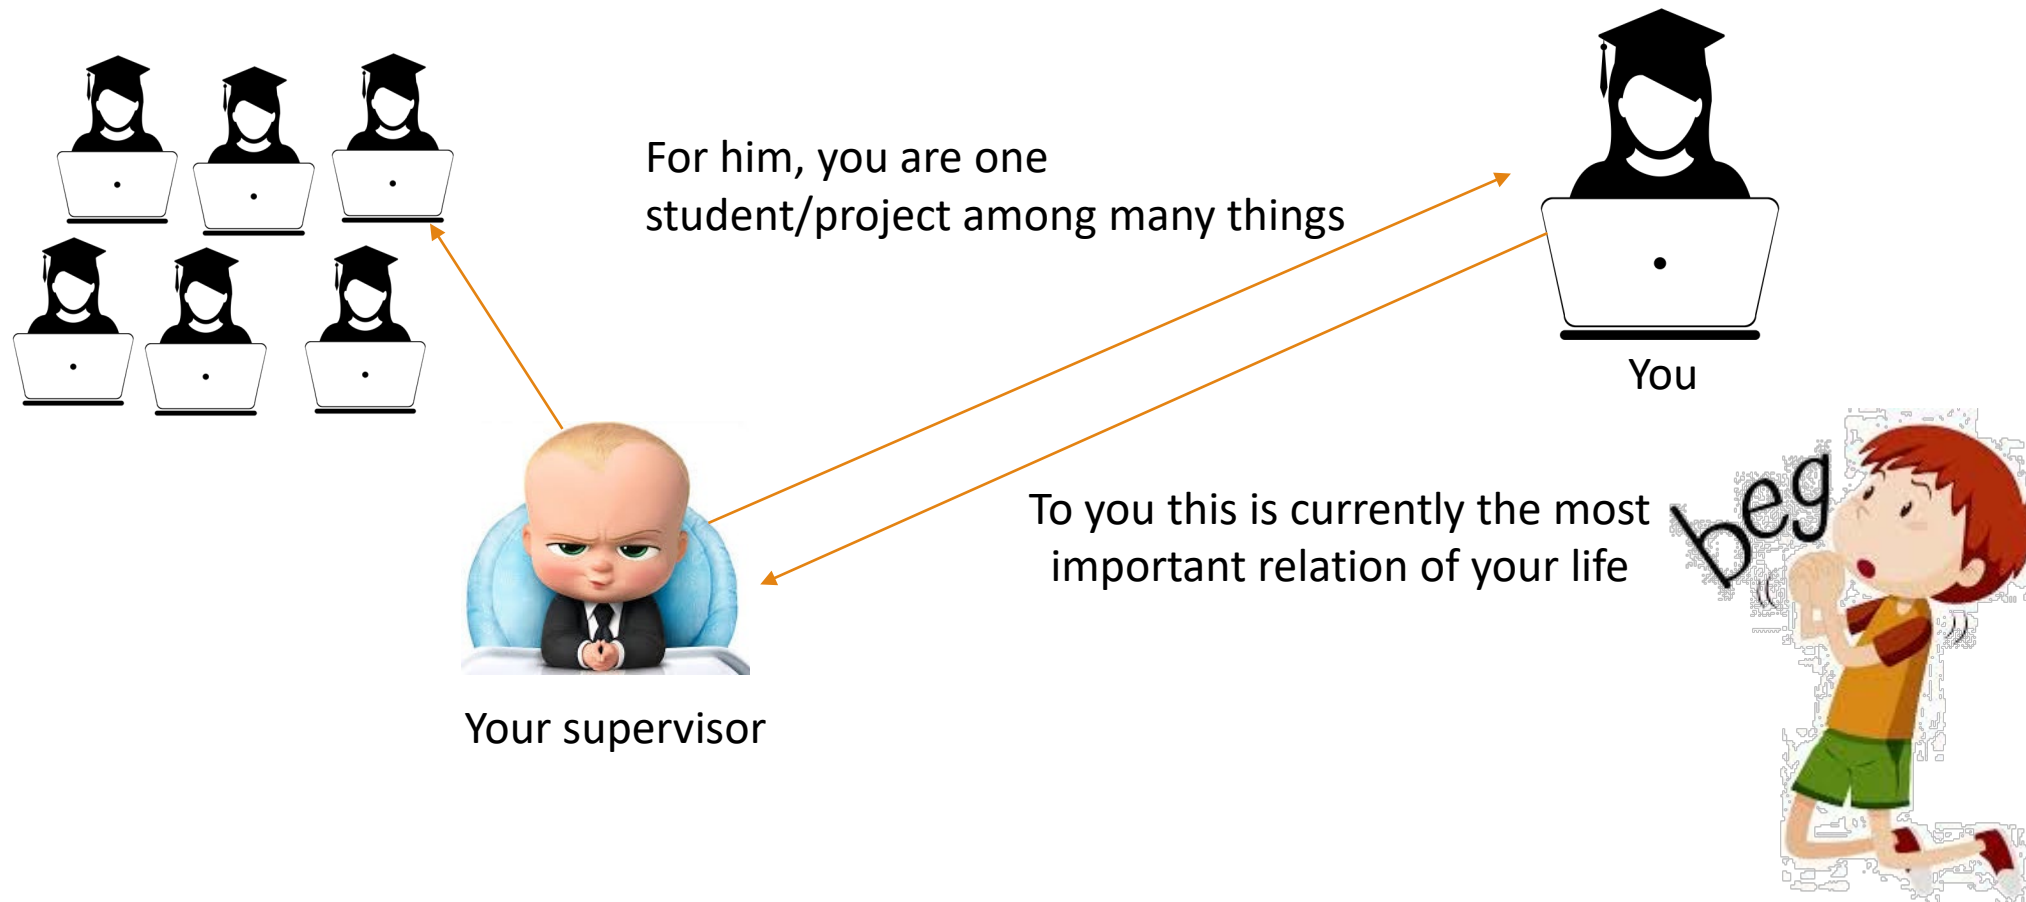 For him, you are one
student/project among many things
You
To you this is currently the most
important relation of your life
beg
Your supervisor